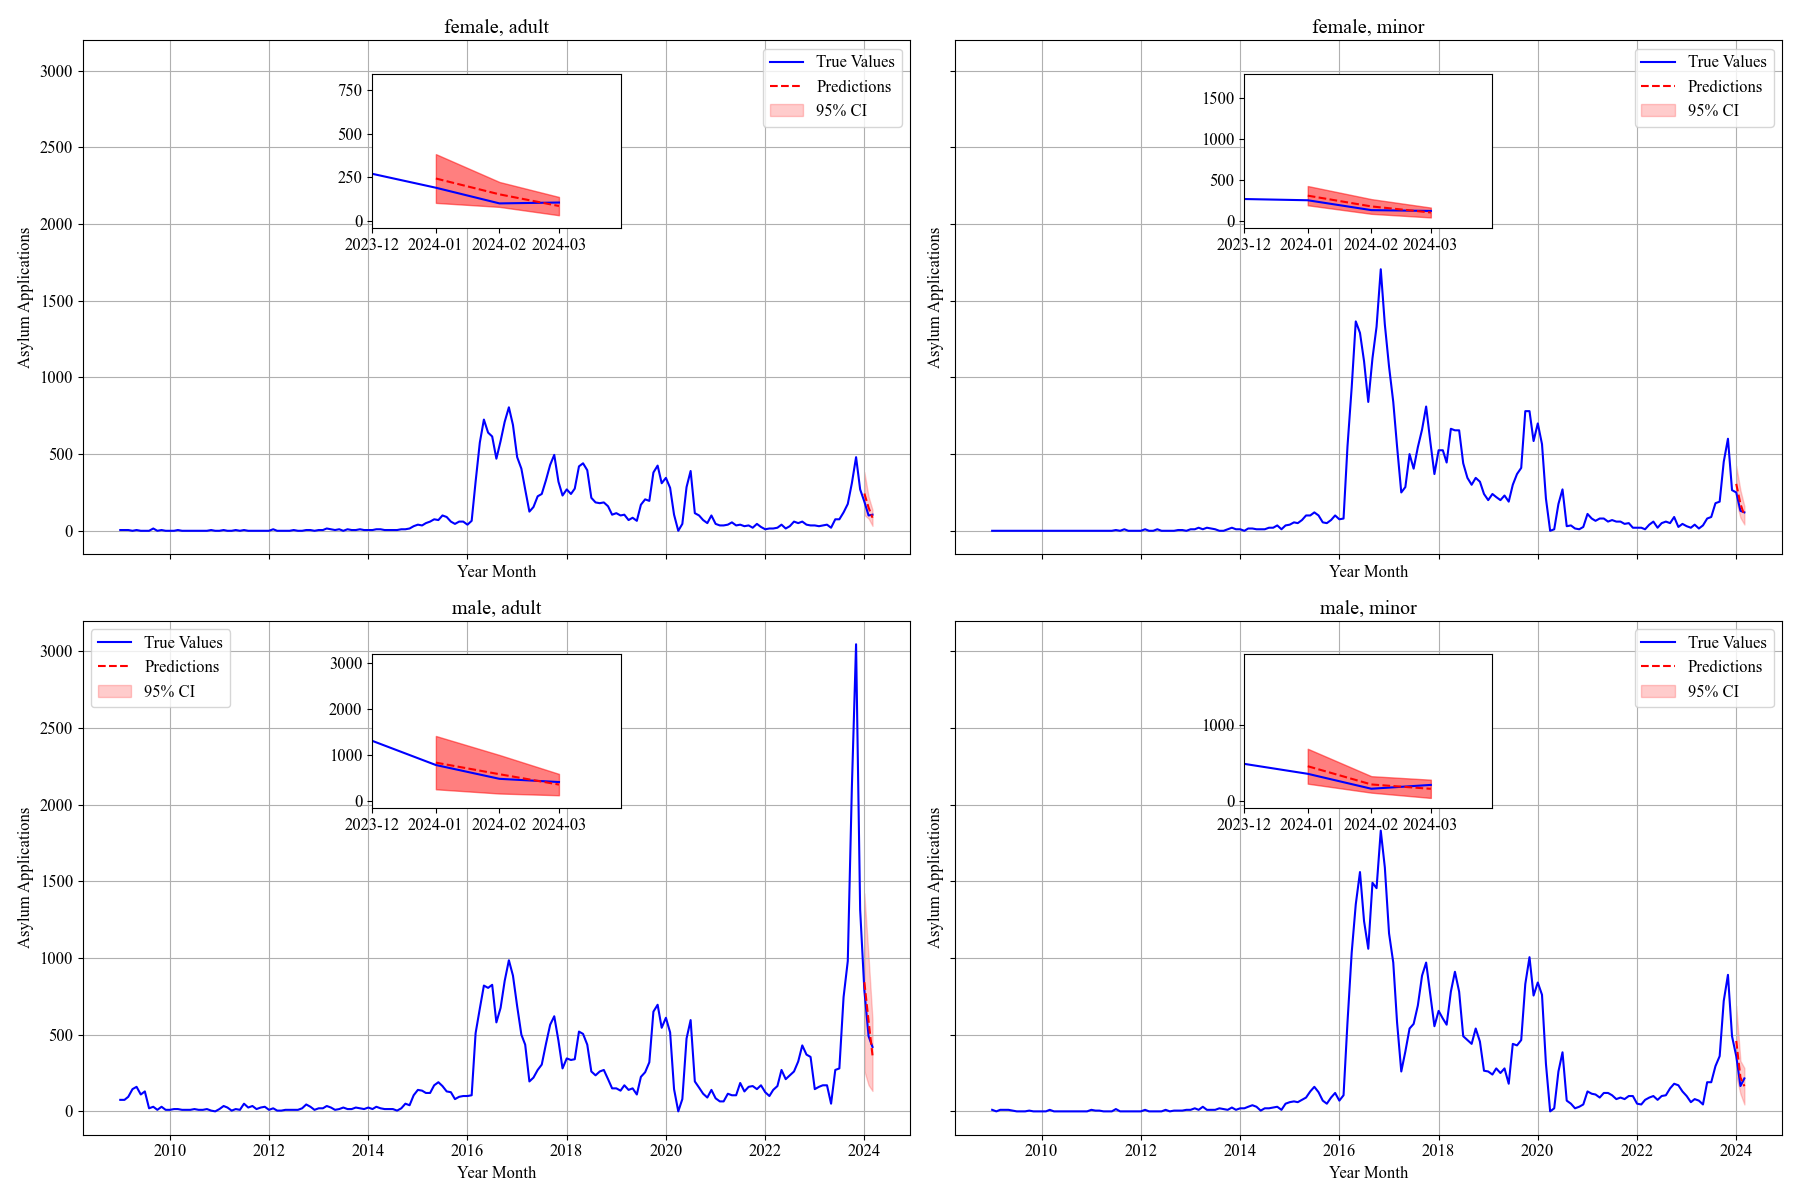 female, adult
3000
2500
2000
1500
1000
500
0
Asylum Applications
True Values
Predictions
95% CI
750
500
250
0
2023-12 2024-01 2024-02 2024-03
Year Month
female, minor
Asylum Applications
True Values
Predictions
95% CI
1500
1000
500
0
2023-12 2024-01 2024-02 2024-03
Year Month
male, adult
3000
2500
2000
1500
1000
500
0
Asylum Applications
True Values
Predictions
95% CI
3000
2000
1000
0
2023-12 2024-01 2024-02 2024-03
2010 2012 2014 2016 2018 2020 2022 2024
Year Month
male, minor
Asylum Applications
True Values
Predictions
95% CI
1000
0
2023-12 2024-01 2024-02 2024-03
2010 2012 2014 2016 2018 2020 2022 2024
Year Month